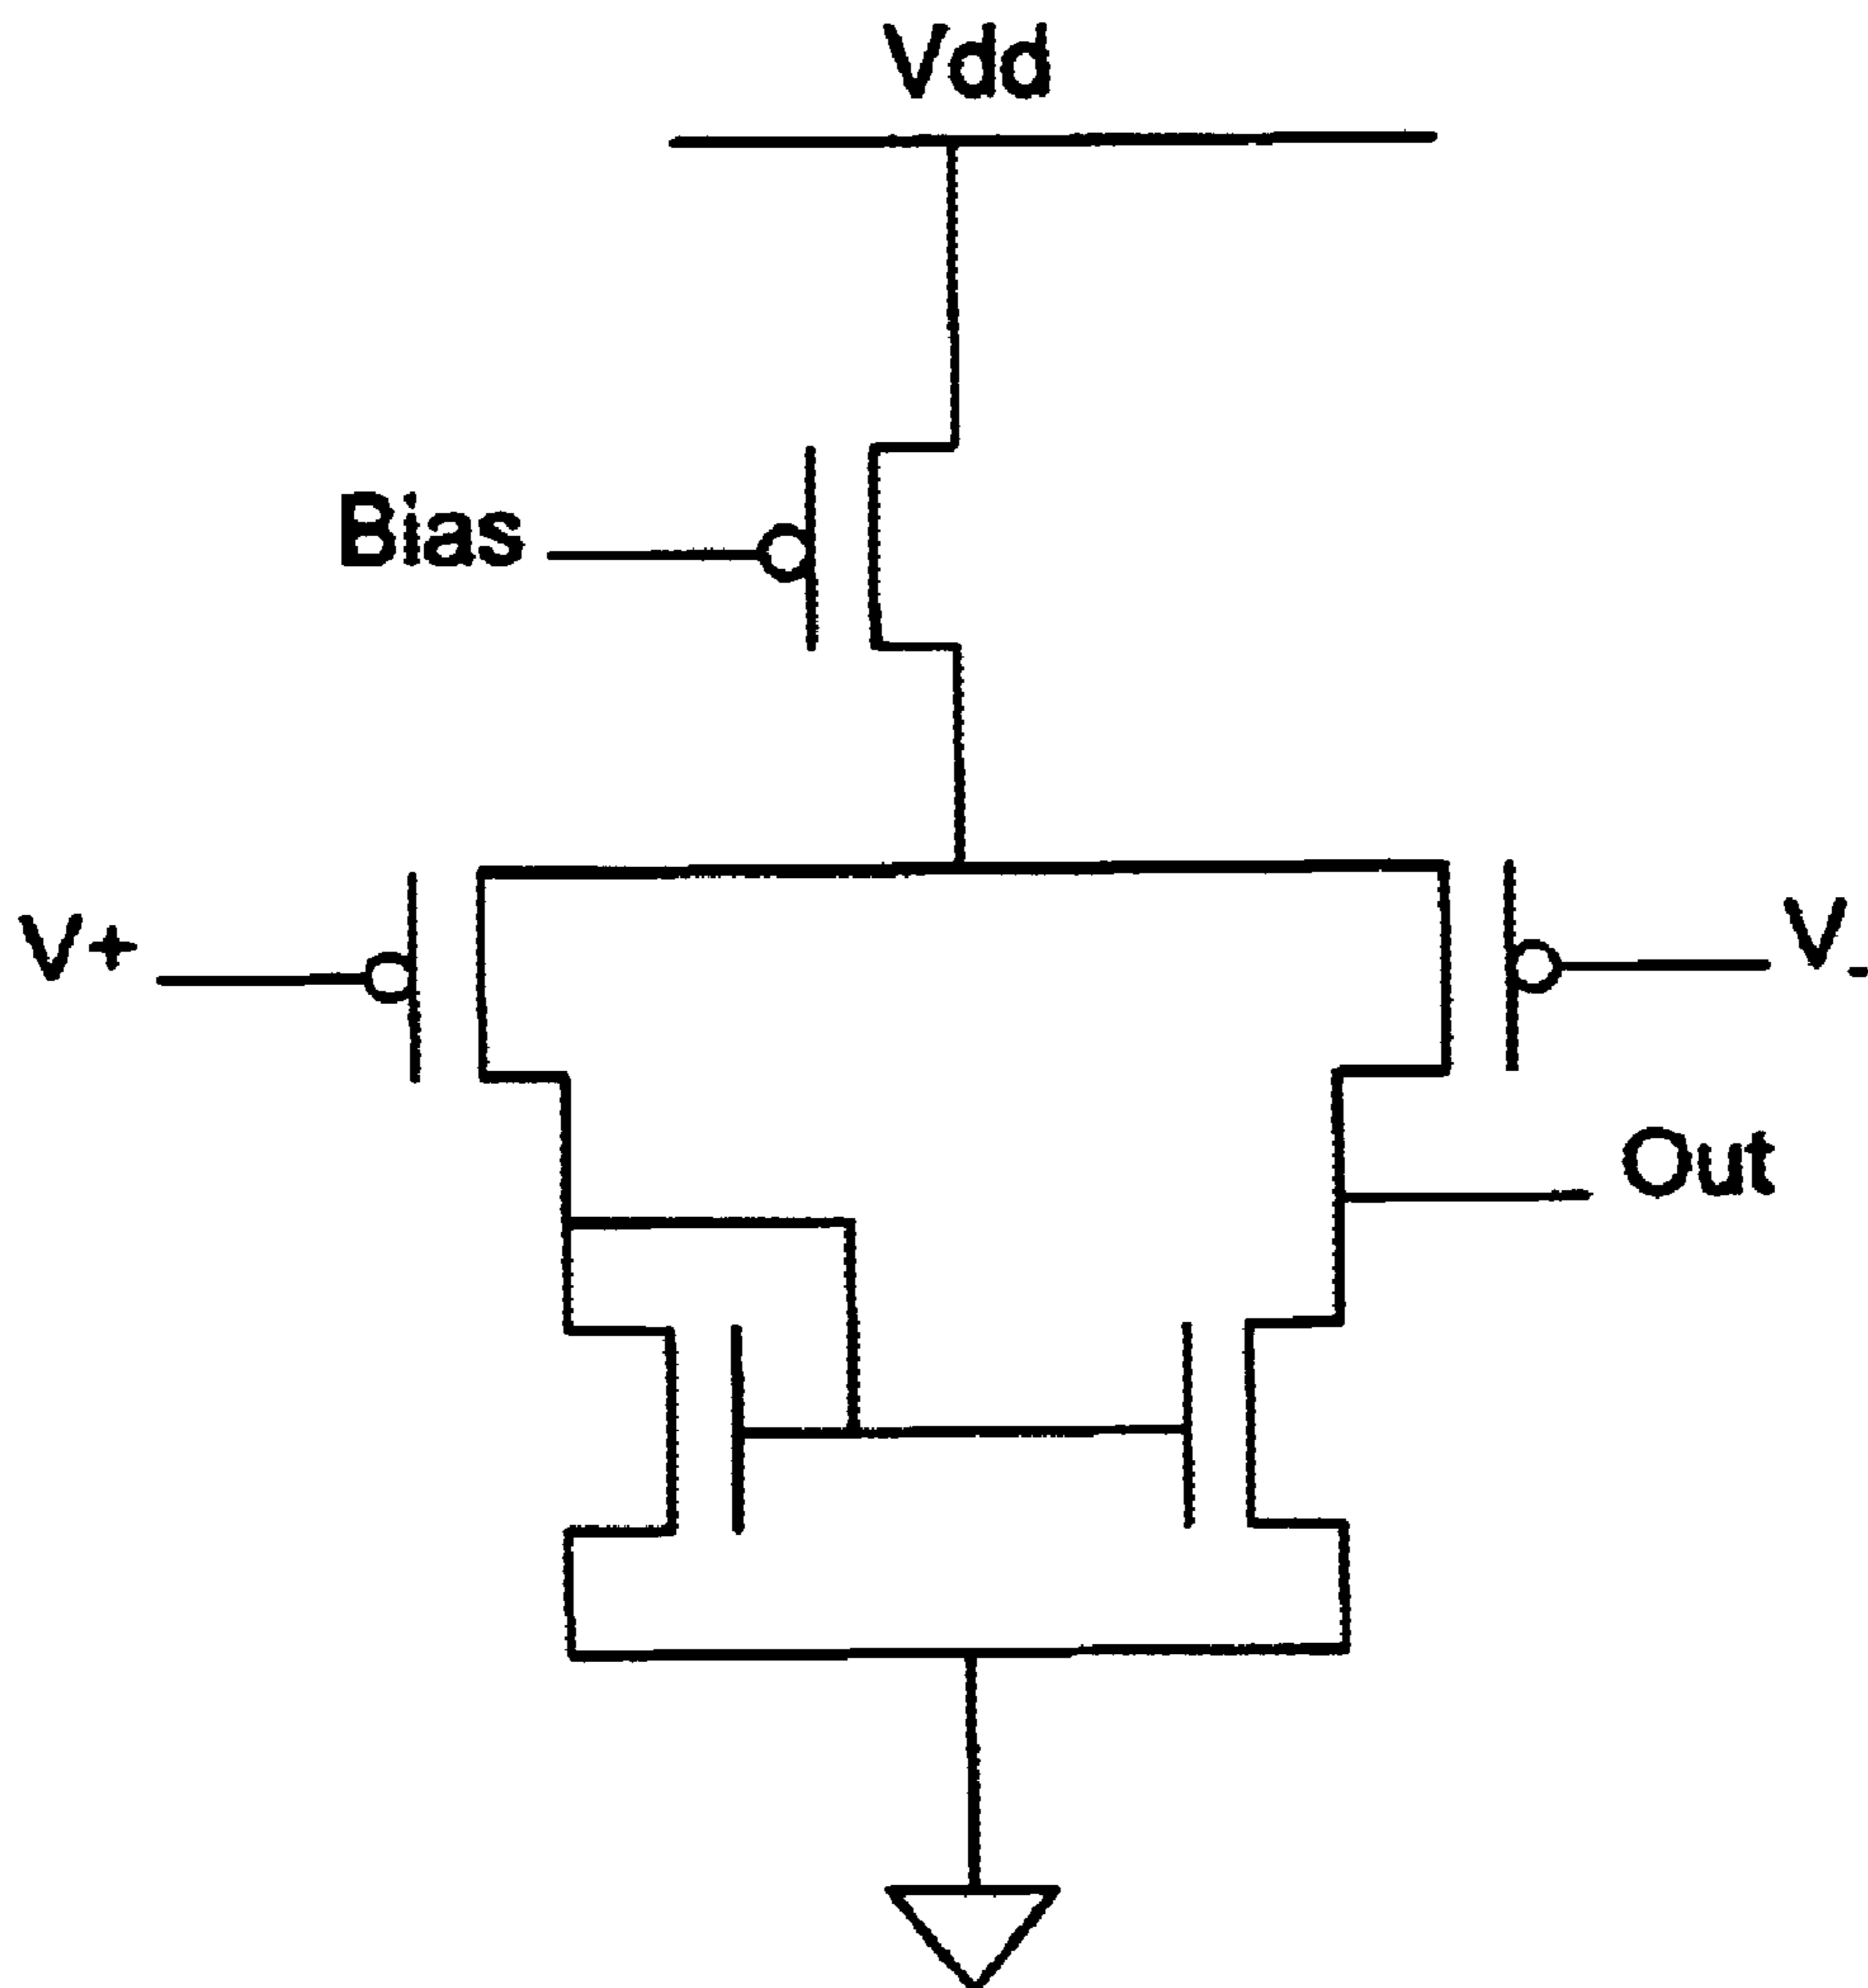 Vdd
Bias
V+
V-
Out